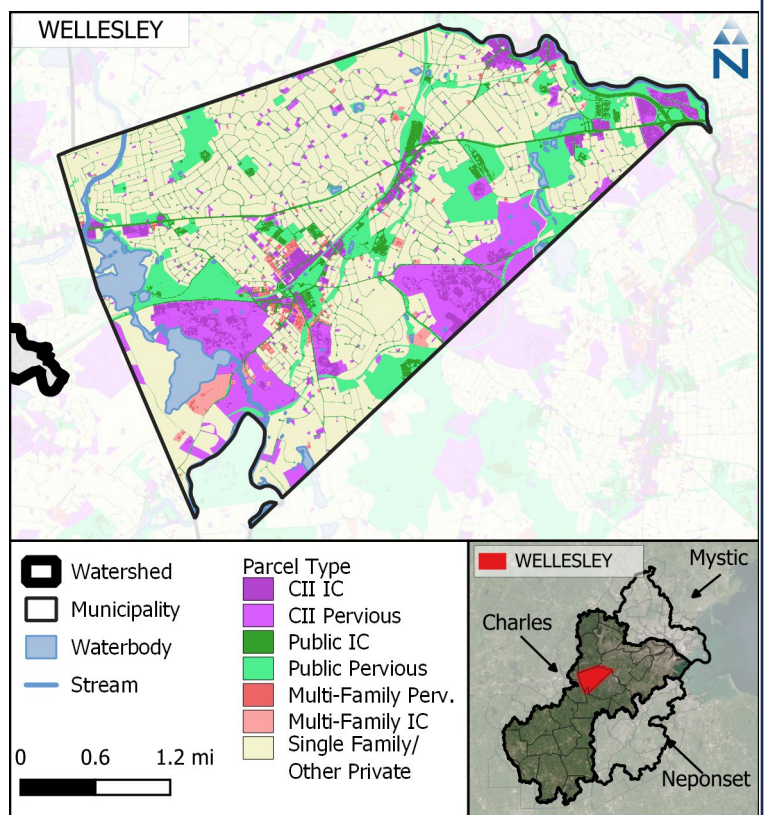 WELLESLEY
N
Watershed
Municipality
Waterbody
Stream
0 0.6 1.2 mi
Parcel Type
CII IC
CII Pervious
Public IC
Public Pervious
Multi-Family Perv.
Multi-Family IC
Single Family/
Other Private
WELLESLEY
Mystic
Charles
Neponset